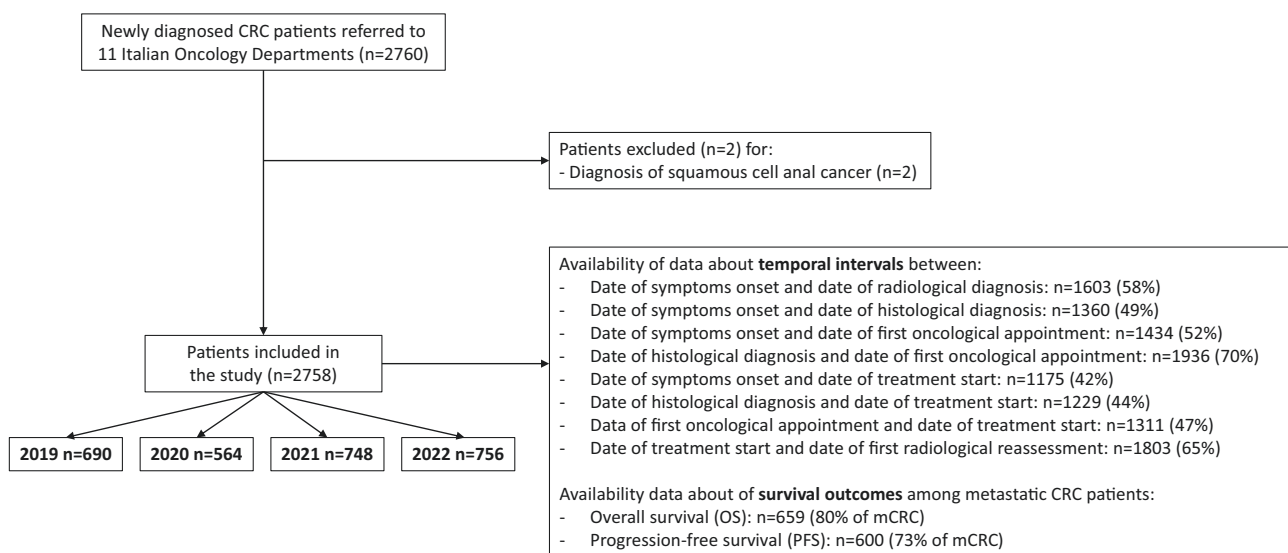 Newly diagnosed CRC patients referred to
11 Italian Oncology Departments (n=2760)
Patients excluded (n=2) for:
- Diagnosis of squamous cell anal cancer (n=2)
Patients included in
the study (n=2758)
Availability of data about temporal intervals between:
- Date of symptoms onset and date of radiological diagnosis: n=1603 (58%)
- Date of symptoms onset and date of histological diagnosis: n=1360 (49%)
- Date of symptoms onset and date of first oncological appointment: n=1434 (52%)
- Date of histological diagnosis and date of first oncological appointment: n=1936 (70%)
- Date of symptoms onset and date of treatment start: n=1175 (42%)
- Date of histological diagnosis and date of treatment start: n=1229 (44%)
- Data of first oncological appointment and date of treatment start: n=1311 (47%)
- Date of treatment start and date of first radiological reassessment: n=1803 (65%)
Availability data about of survival outcomes among metastatic CRC patients:
- Overall survival (OS): n=659 (80% of mCRC)
- Progression-free survival (PFS): n=600 (73% of mCRC)
2019 n=690
2020 n=564
2021 n=748
2022 n=756